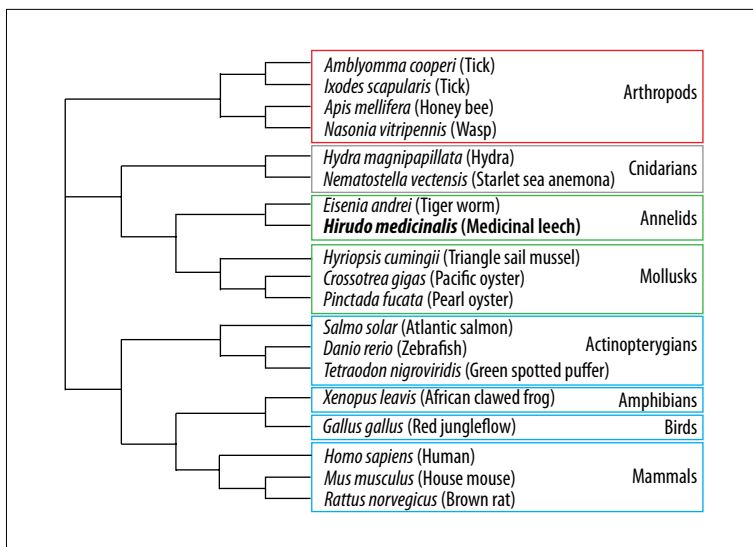 Amblyomma cooperi (Tick)
Ixodes scapularis (Tick)
Arthropods
Apis mellifera (Honey bee)
Nasonia vitripennis (Wasp)
Hydra magnipapillata (Hydra)
Cnidarians
Nematostella vectensis (Starlet sea anemona)
Eisenia andrei (Tiger worm)
Annelids
Hirudo medicinalis (Medicinal leech)
Hyriopsis cumingii (Triangle sail mussel)
Crossotrea gigas (Pacific oyster)
Mollusks
Pinctada fucata (Pearl oyster)
Salmo solar (Atlantic salmon)
Danio rerio (Zebrafish)
Actinopterygians
Tetraodon nigroviridis (Green spotted puffer)
Xenopus leavis (African clawed frog)
Amphibians
Gallus gallus (Red jungleflow)
Birds
Homo sapiens (Human)
Mus musculus (House mouse)
Mammals
Rattus norvegicus (Brown rat)